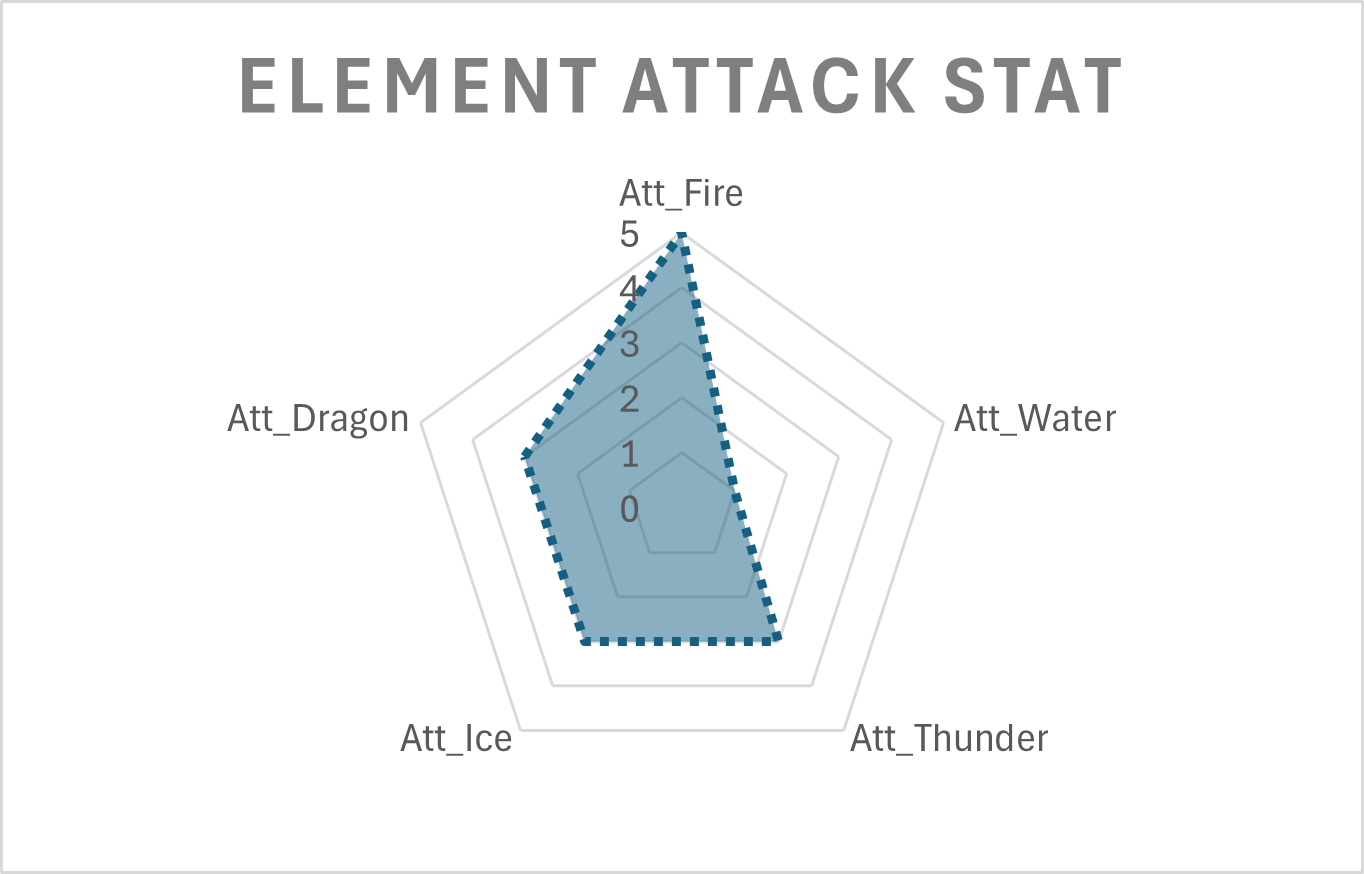 ELEMENT ATTACK STAT
Att_Fire
5
4
3
2
1
0
Att_Dragon
Att_Water
Att_Ice
Att_Thunder